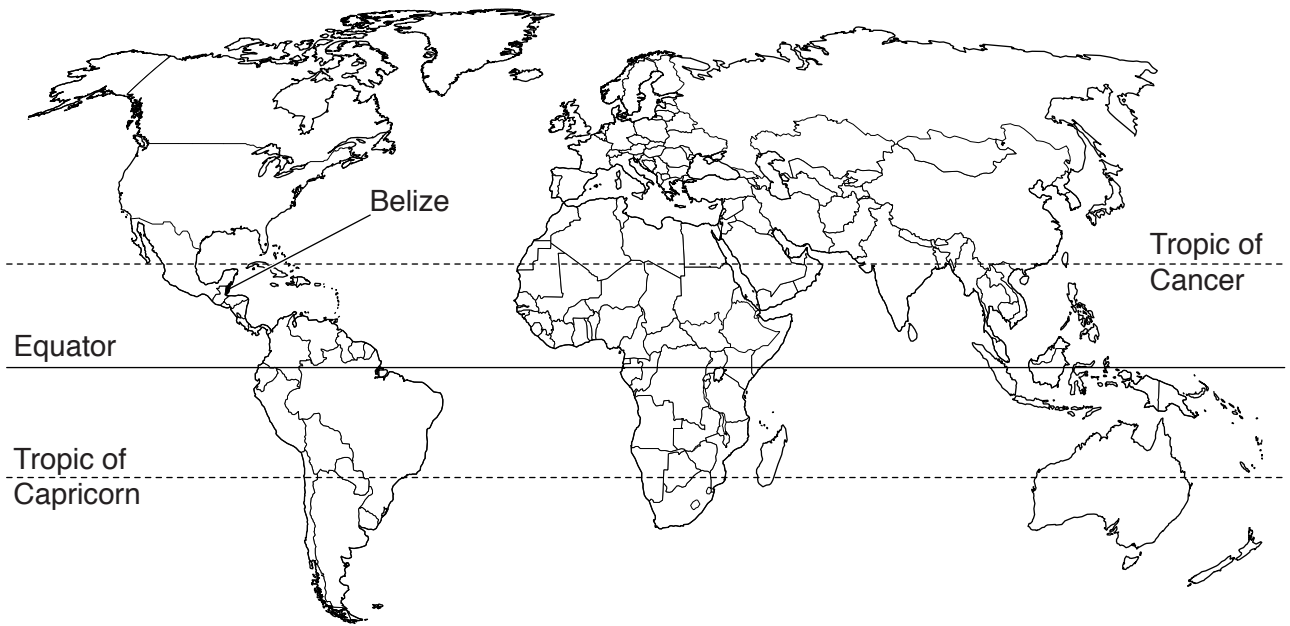 Belize
Tropic of
Cancer
Equator
Tropic of
Capricorn